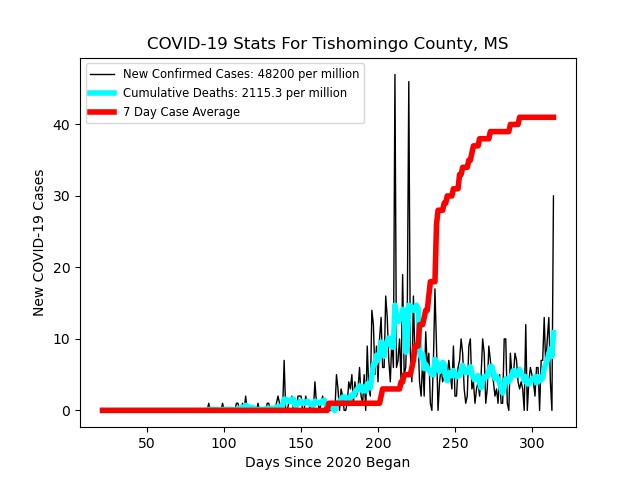 COVID-19 Stats For Tishomingo County, MS
New Confirmed Cases: 48200 per million
Cumulative Deaths: 2115.3 per million
7 Day Case Average
New COVID-19 Cases
40
30
20
10
0
50 100 150 200 250 300
Days Since 2020 Began